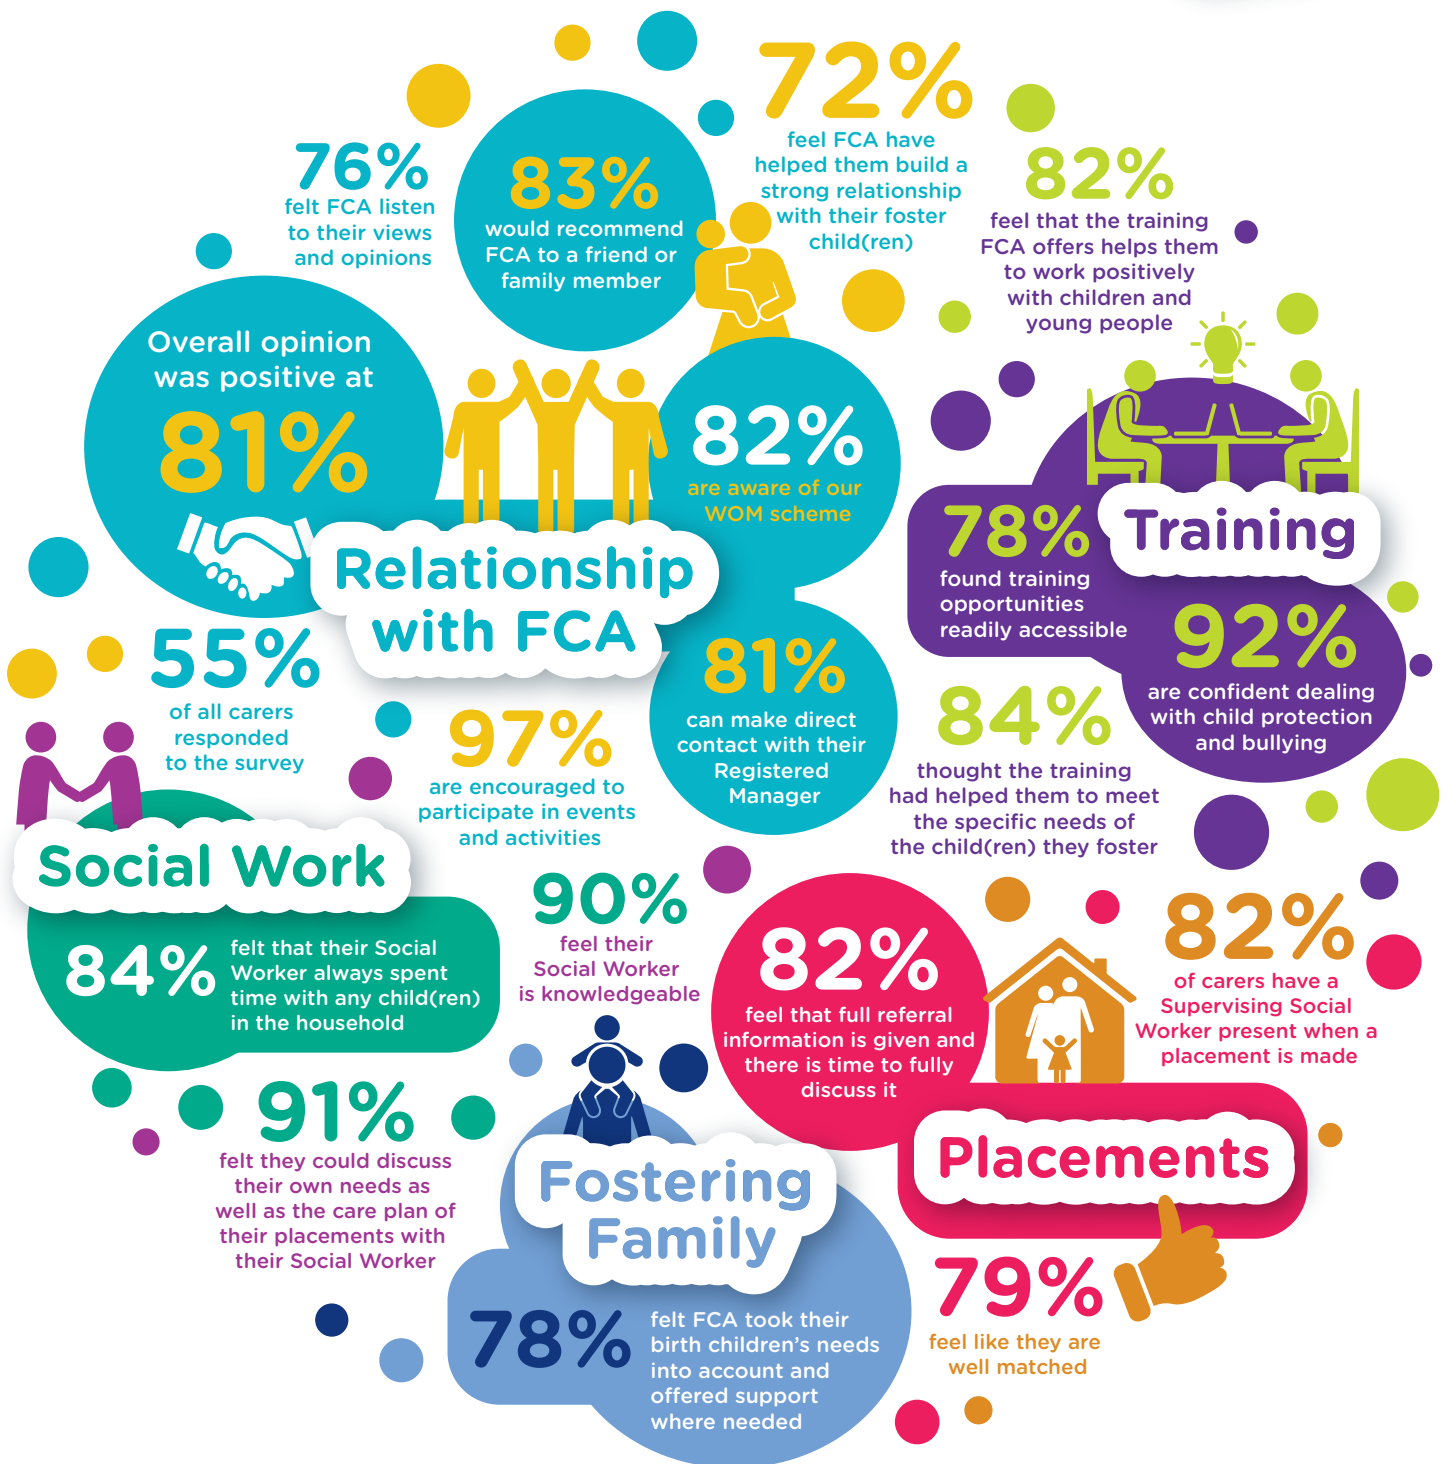 72%
feel FCA have
helped them build a
strong relationship
with their foster
child(ren)
76%
felt FCA listen
to their views
and opinions
83%
would recommend
FCA to a friend or
family member
82%
feel that the training
FCA offers helps them
to work positively
with children and
young people
Overall opinion
was positive at
81%
82%
are aware of our
WOM scheme
Relationship
with FCA
78%
found training
opportunities
readily accessible
Training
92%
are confident dealing
with child protection
and bullying
55%
of all carers
responded
to the survey
97%
are encouraged to
participate in events
and activities
81%
can make direct
contact with their
Registered
Manager
84%
thought the training
had helped them to meet
the specific needs of
the child(ren) they foster
Social Work
84%
felt that their Social
Worker always spent
time with any child(ren)
in the household
90%
feel their
Social Worker
is knowledgeable
82%
feel that full referral
information is given and
there is time to fully
discuss it
82%
of carers have a
Supervising Social
Worker present when a
placement is made
91%
felt they could discuss
their own needs as
well as the care plan of
their placements with
their Social Worker
Fostering
Family
Placements
78%
felt FCA took their
birth children's needs
into account and
offered support
where needed
79%
feel like they are
well matched